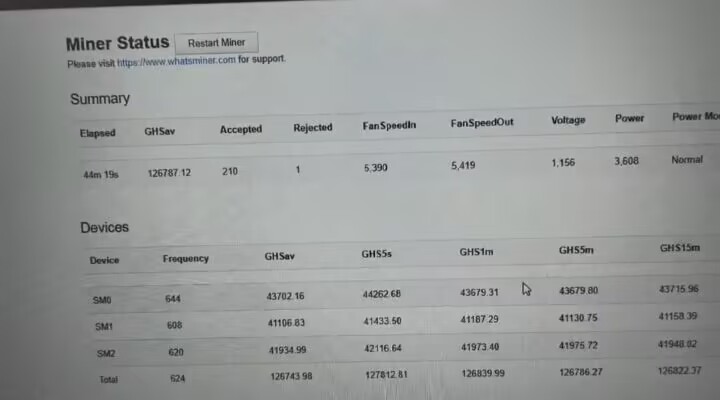 Miner Status Restart Miner
Please visit https://www.whatsminer.com for support.
Summary
Elapsed GHSav Accepted Rejected FanSpeedIn FanSpeedOut Voltage Power Power Mo
44m 19s 126787.12 210 1 5,390 5,419 1,156 3,608 Normal
Devices
Device Frequency GHSav GHS5s GHS1m GHS5m GHS15m
SM0 644 43702.16 44262.68 43679.31 43679.80 43715.96
SM1 608 41106.83 41433.50 41187.29 41130.75 41158.39
SM2 620 41934.99 42116.64 41973.40 41975.72 41948.02
Total 624 126743.98 127812.81 126839.99 126786.27 126822.37